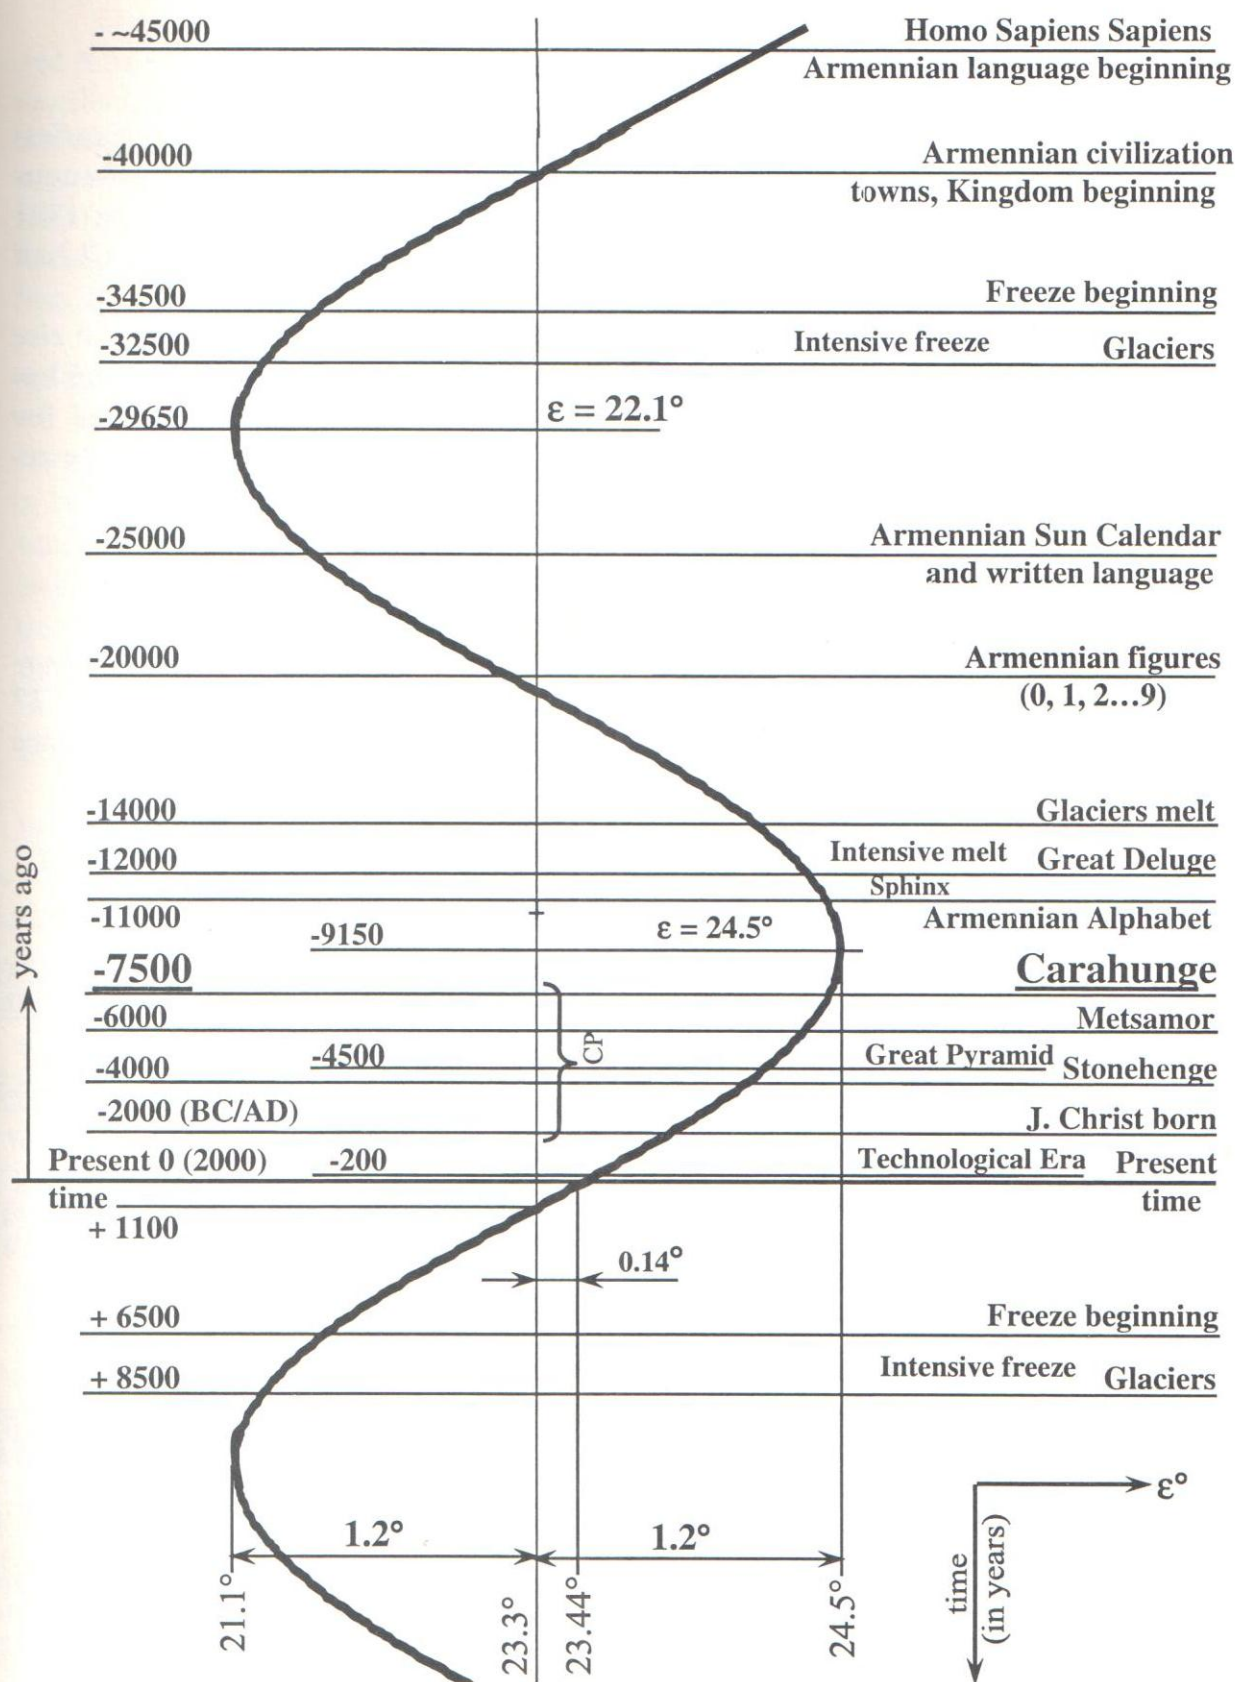 - ~45000 Homo Sapiens Sapiens
Armennian language beginning
-40000 Armennian civilization
towns, Kingdom beginning
-34500 Freeze beginning
-32500 Intensive freeze Glaciers
-29650 ε = 22.1°
-25000 Armennian Sun Calendar
and written language
-20000 Armennian figures
(0, 1, 2...9)
-14000 Glaciers melt
-12000 Intensive melt Great Deluge
Sphinx
-11000 Armennian Alphabet
-9150 ε = 24.5°
-7500 Carahunge
-6000 Metsamor
-4500 Great Pyramid
-4000 Stonehenge
CP
-2000 (BC/AD) J. Christ born
Present 0 (2000) -200 Technological Era Present
time time
+ 1100
years ago
0.14°
+ 6500 Freeze beginning
+ 8500 Intensive freeze Glaciers
ε°
1.2° 1.2°
time
(in years)
21.1° 23.3° 23.44° 24.5°